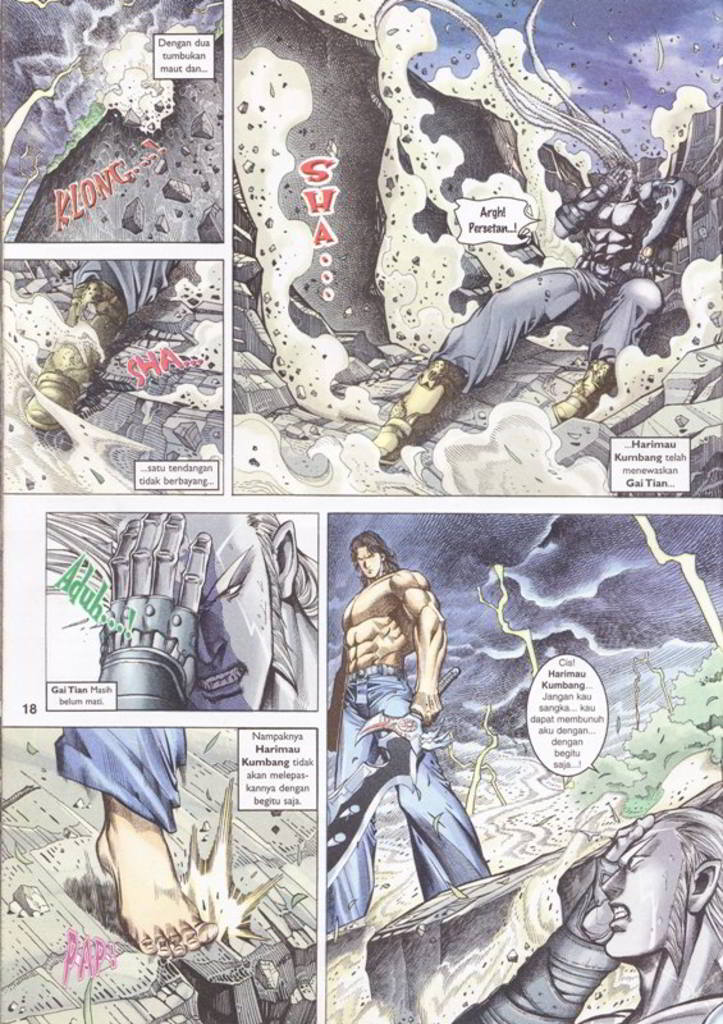 Dengan dua
tumbukan
maut dan...
KLONG...
SHA...
Argh!
Persetan...!
SHA...
...satu tendangan
tidak berbayang...
...Harimau
Kumbang telah
menewaskan
Gai Tian...
Aduh...!
Gai Tian Masih
belum mati.
Cis!
Harimau
Kumbang...
Jangan kau
sangka... kau
dapat membunuh
aku dengan...
dengan
begitu
saja...!
Nampaknya
Harimau
Kumbang tidak
akan melepas-
kannya dengan
begitu saja.
PAP...
18